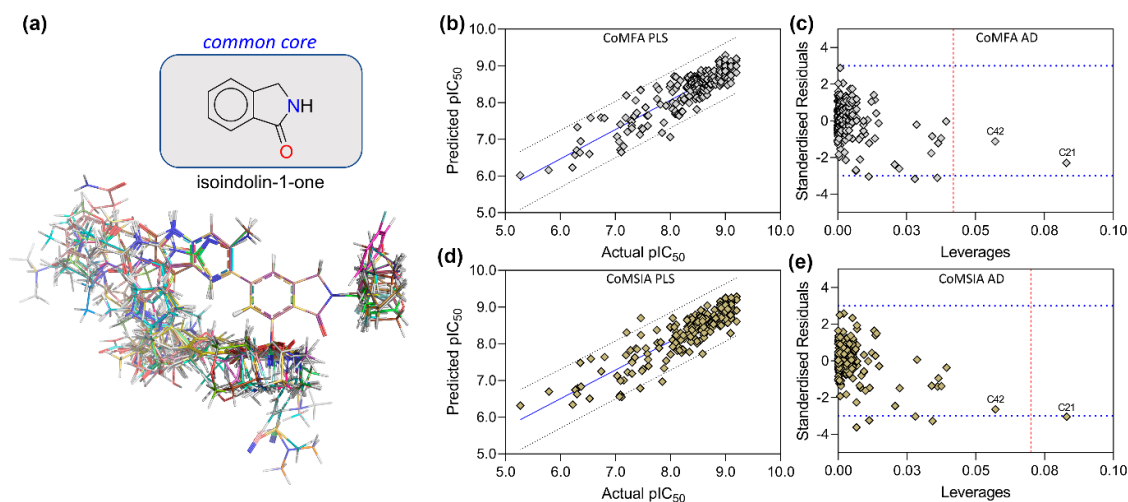 (a)
common core
NH
O
isoindolin-1-one
(b)
CoMFA PLS
Predicted pIC50
10.0
9.0
8.0
7.0
6.0
5.0
5.0 6.0 7.0 8.0 9.0 10.0
Actual pIC50
(c)
CoMFA AD
Standerdised Residuals
4
2
0
-2
-4
C42
C21
0.00 0.03 0.05 0.08 0.10
Leverages
(d)
CoMSIA PLS
Predicted pIC50
10.0
9.0
8.0
7.0
6.0
5.0
5.0 6.0 7.0 8.0 9.0 10.0
Actual pIC50
(e)
CoMSIA AD
Standerdised Residuals
4
2
0
-2
-4
C42
C21
0.00 0.03 0.05 0.08 0.10
Leverages